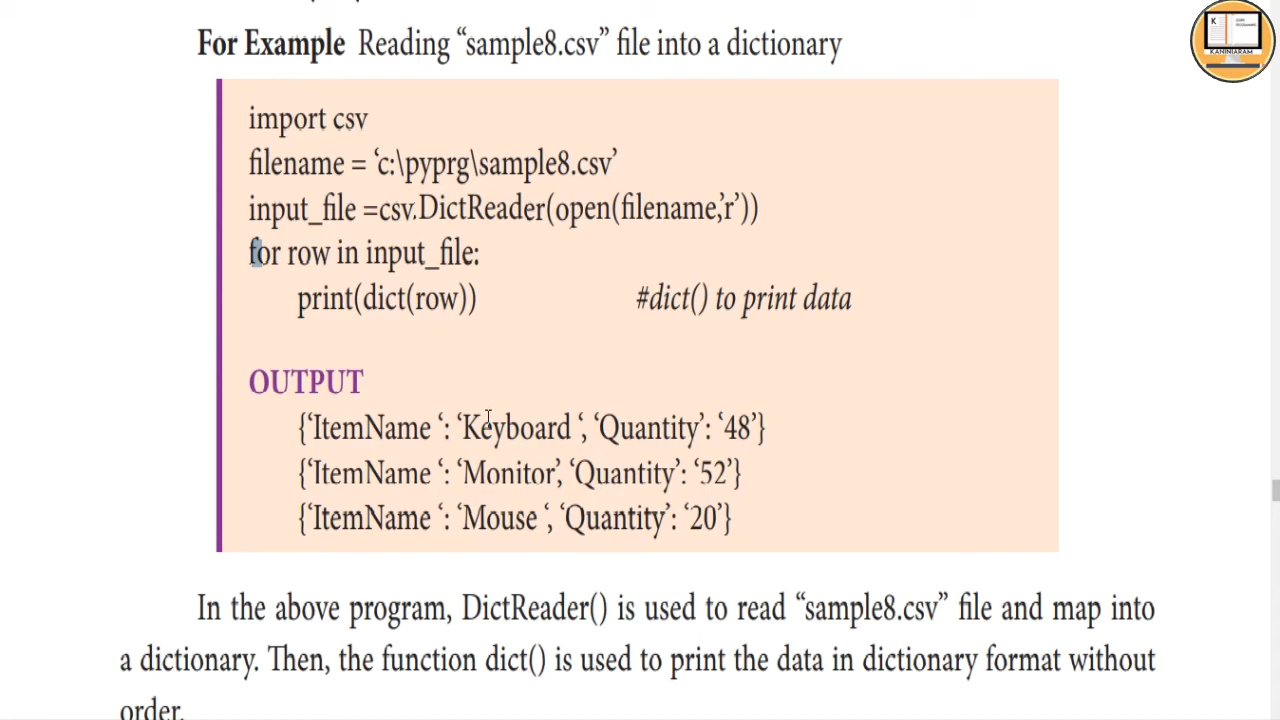 For Example Reading “sample8.csv” file into a dictionary
K
KANINIARAM
import csv
filename = ‘c:\pyprg\sample8.csv’
input_file =csv.DictReader(open(filename,’r’))
for row in input_file:
print(dict(row)) #dict() to print data
OUTPUT
{‘ItemName ‘: ‘Keyboard ‘, ‘Quantity’: ‘48’}
{‘ItemName ‘: ‘Monitor’, ‘Quantity’: ‘52’}
{‘ItemName ‘: ‘Mouse ‘, ‘Quantity’: ‘20’}
In the above program, DictReader() is used to read “sample8.csv” file and map into
a dictionary. Then, the function dict() is used to print the data in dictionary format without
order.